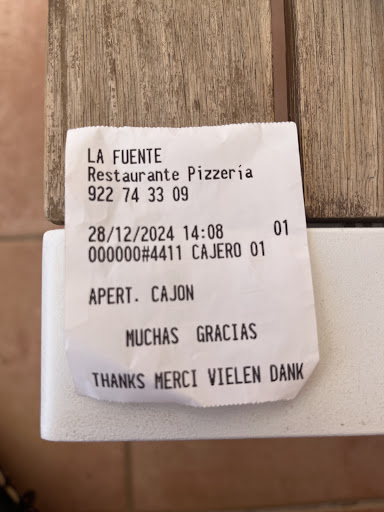 LA FUENTE
Restaurante Pizzería
922 74 33 09
28/12/2024 14:08 01
000000#4411 CAJERO 01
APERT. CAJON
MUCHAS GRACIAS
THANKS MERCI VIELEN DANK